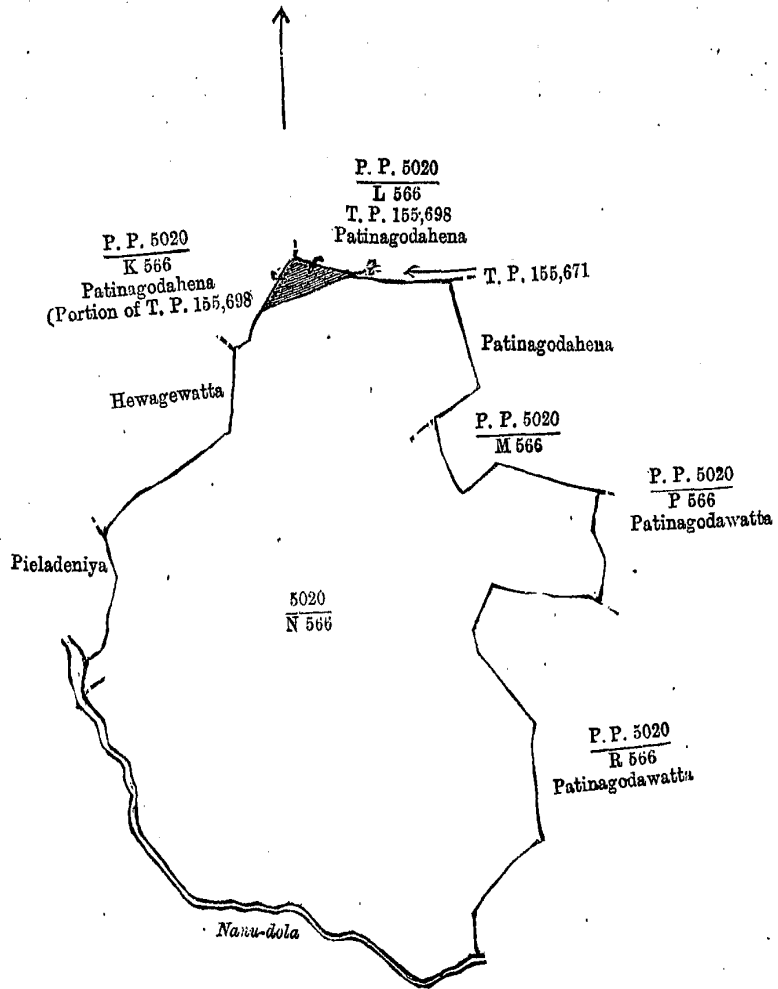 P. P. 5020
L 566
T. P. 155,698
Patinagodahena
P. P. 5020
K 566
Patinagodahena
(Portion of T. P. 155,698
T. P. 155,671
Patinagodahena
Hewagewatta
P. P. 5020
M 566
P. P. 5020
P 566
Patinagodawatta
Pieladeniya
5020
N 566
P. P. 5020
R 566
Patinagodawatta
Nanu-dola